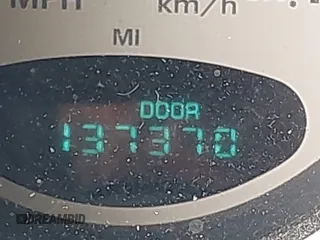 MPH km/h
MI
DOOR
137370
DREAMBID